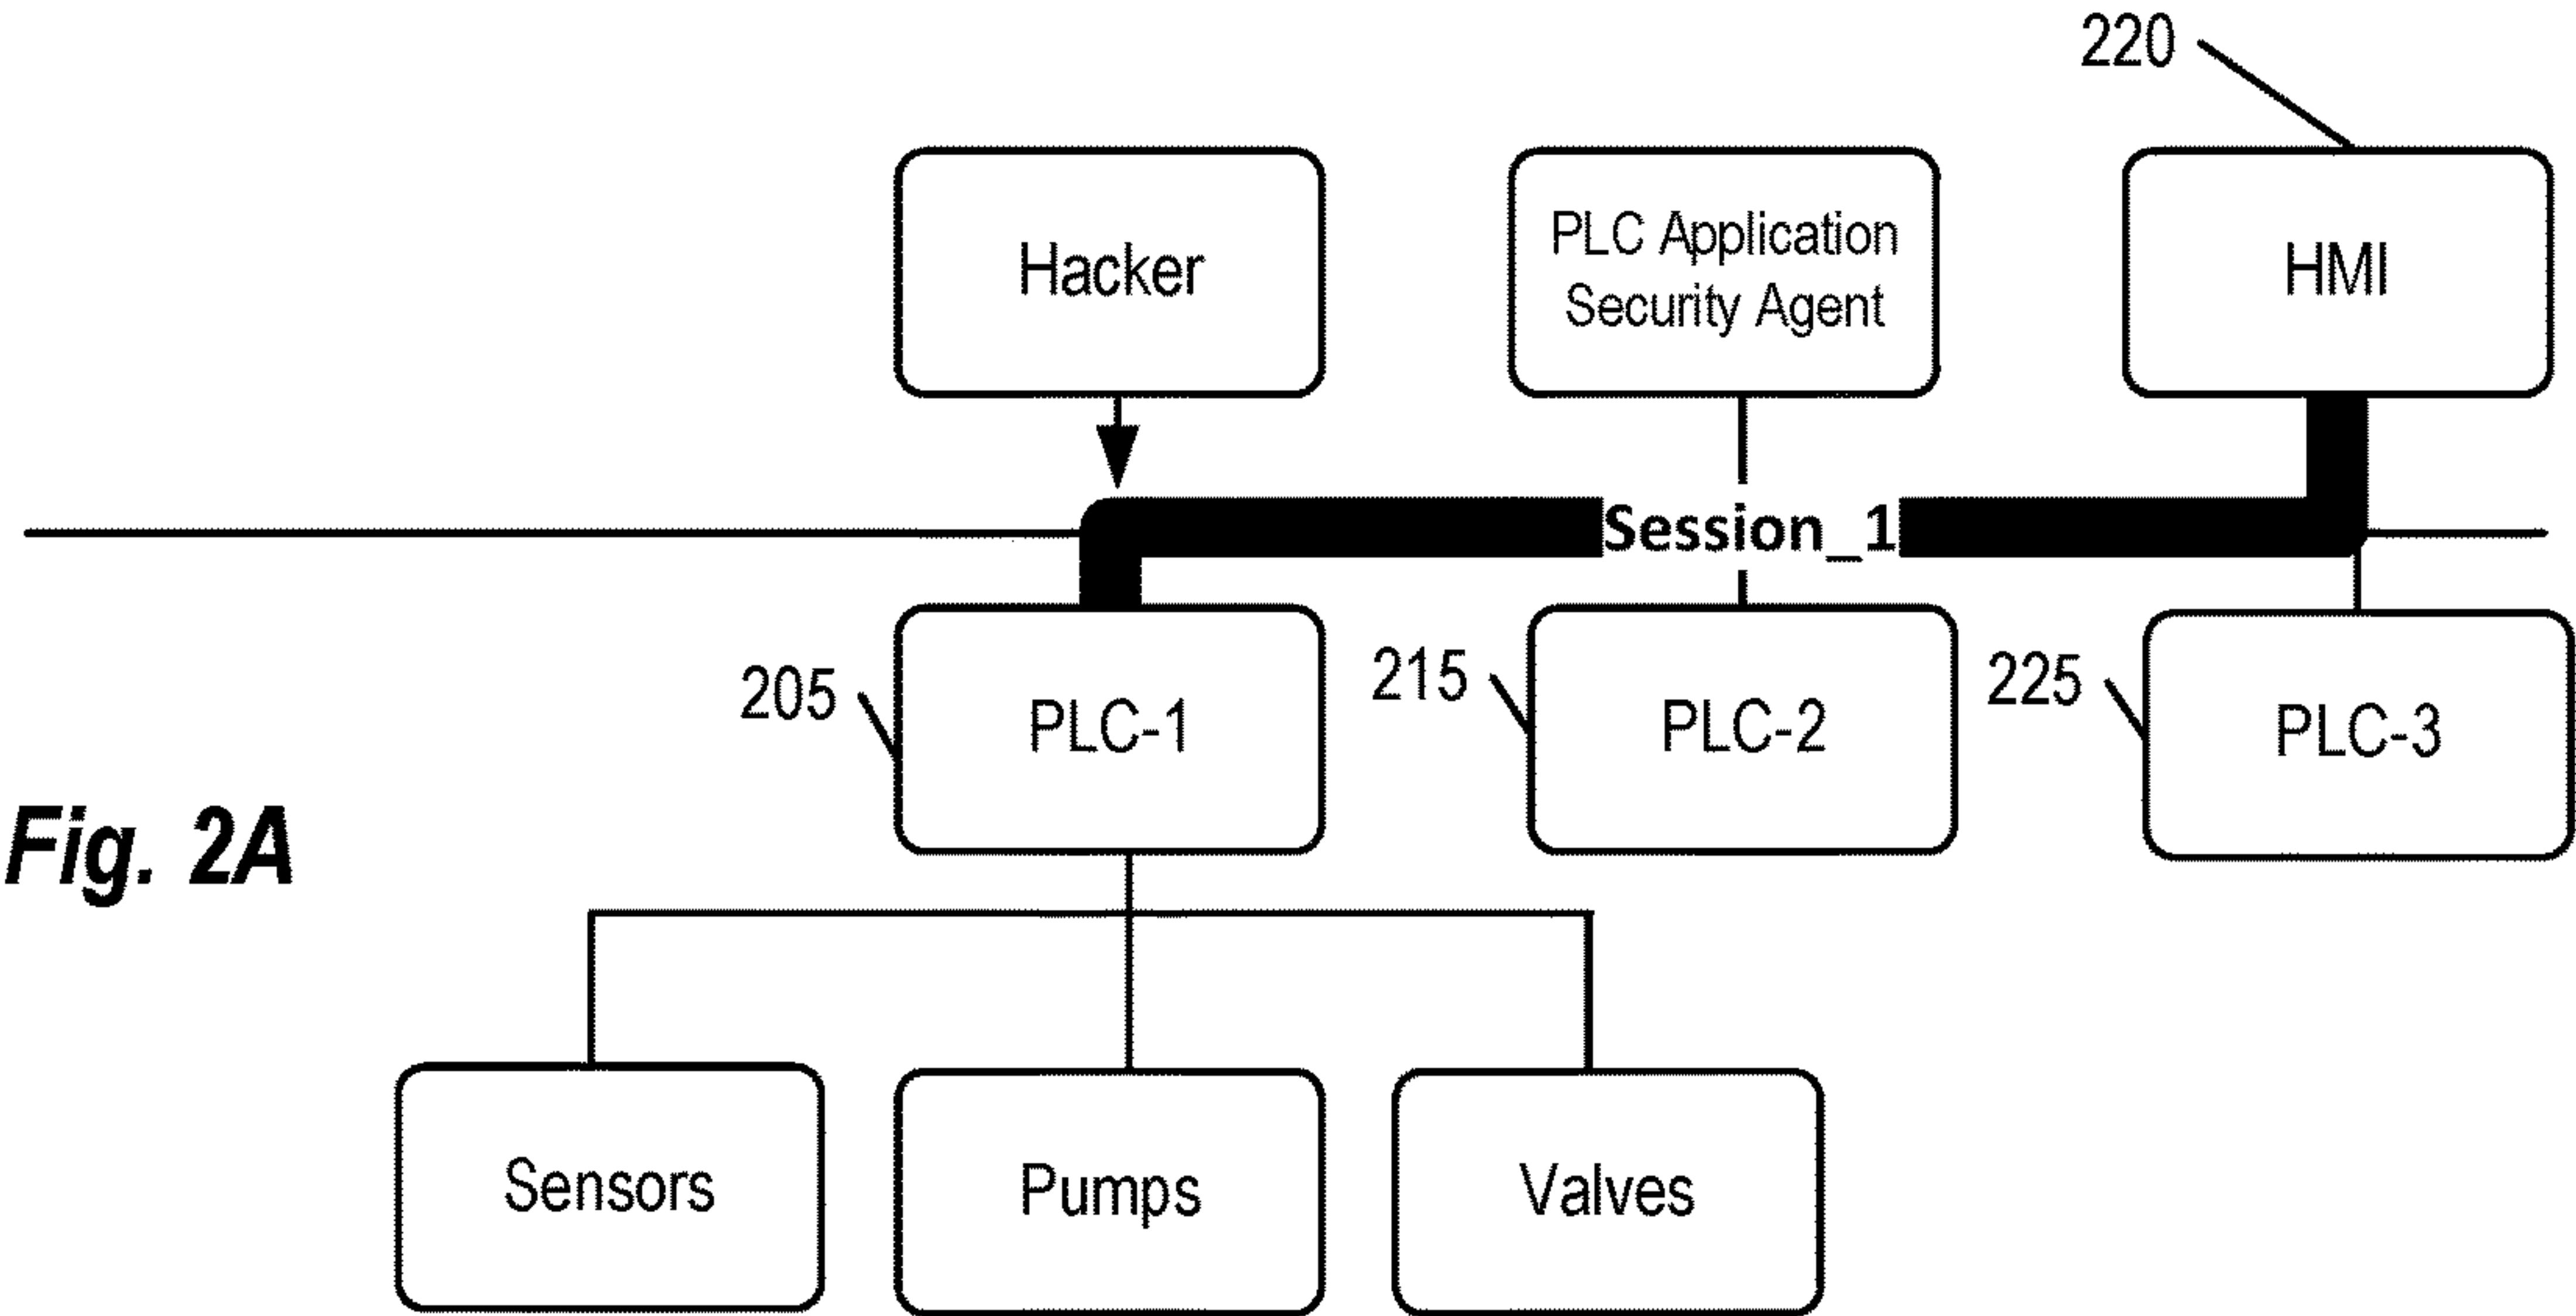 220
Hacker
PLC Application
Security Agent
HMI
Session_1
205
PLC-1
215
PLC-2
225
PLC-3
Fig. 2A
Sensors
Pumps
Valves